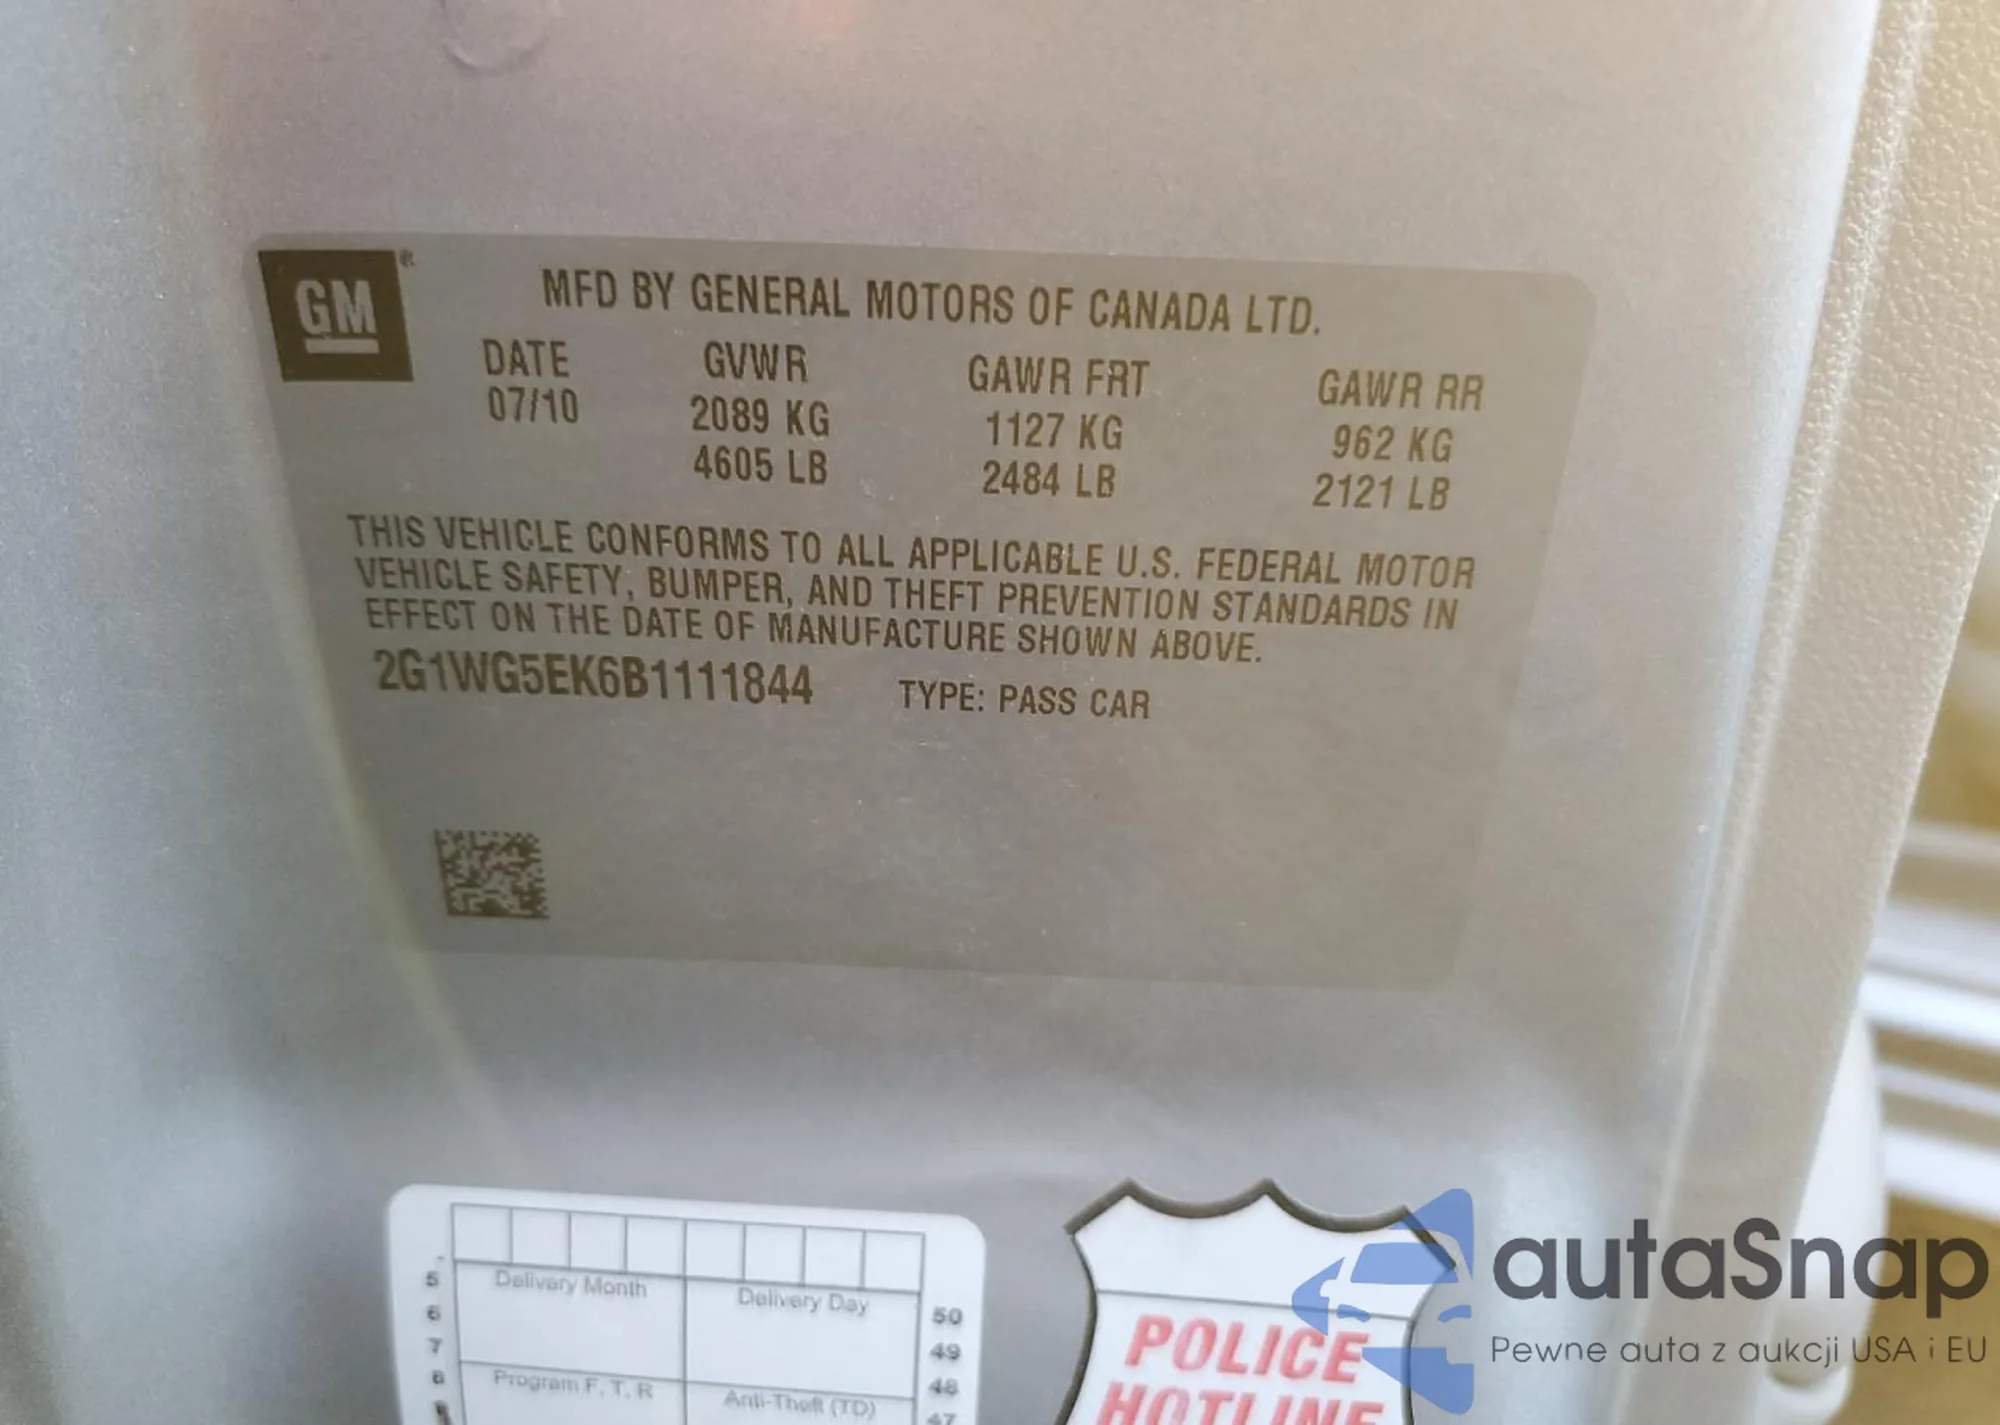 GM®
MFD BY GENERAL MOTORS OF CANADA LTD.
DATE GVWR GAWR FRT GAWR RR
07/10 2089 KG 1127 KG 962 KG
4605 LB 2484 LB 2121 LB
THIS VEHICLE CONFORMS TO ALL APPLICABLE U.S. FEDERAL MOTOR
VEHICLE SAFETY, BUMPER, AND THEFT PREVENTION STANDARDS IN
EFFECT ON THE DATE OF MANUFACTURE SHOWN ABOVE.
2G1WG5EK6B1111844 TYPE: PASS CAR
5 Delivery Month Delivery Day
6 50
7 49
8 Program F, T, R Anti-Theft (TD) 48
47
POLICE
HOTLINE
autaSnap
Pewne auta z aukcji USA i EU